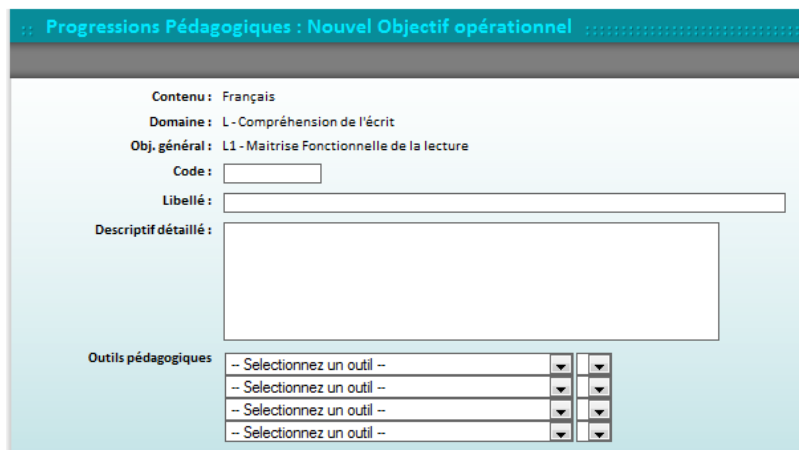 :: Progressions Pédagogiques : Nouvel Objectif opérationnel
Contenu : Français
Domaine : L - Compréhension de l'écrit
Obj. général : L1 - Maitrise Fonctionnelle de la lecture
Code :
Libellé :
Descriptif détaillé :
Outils pédagogiques
-- Selectionnez un outil --
-- Selectionnez un outil --
-- Selectionnez un outil --
-- Selectionnez un outil --